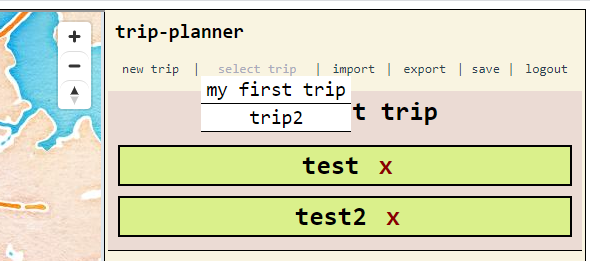 +
−
trip-planner
new trip | select trip | import | export | save | logout
my first trip
trip2
t trip
test x
test2 x